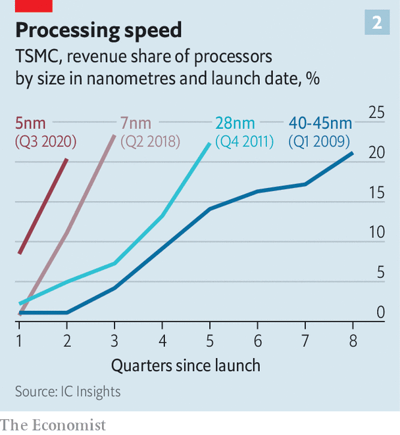 Processing speed
2
TSMC, revenue share of processors
by size in nanometres and launch date, %
5nm
(Q3 2020)
7nm
(Q2 2018)
28nm
(Q4 2011)
40-45nm
(Q1 2009)
25
20
15
10
5
0
1 2 3 4 5 6 7 8
Quarters since launch
Source: IC Insights
The Economist